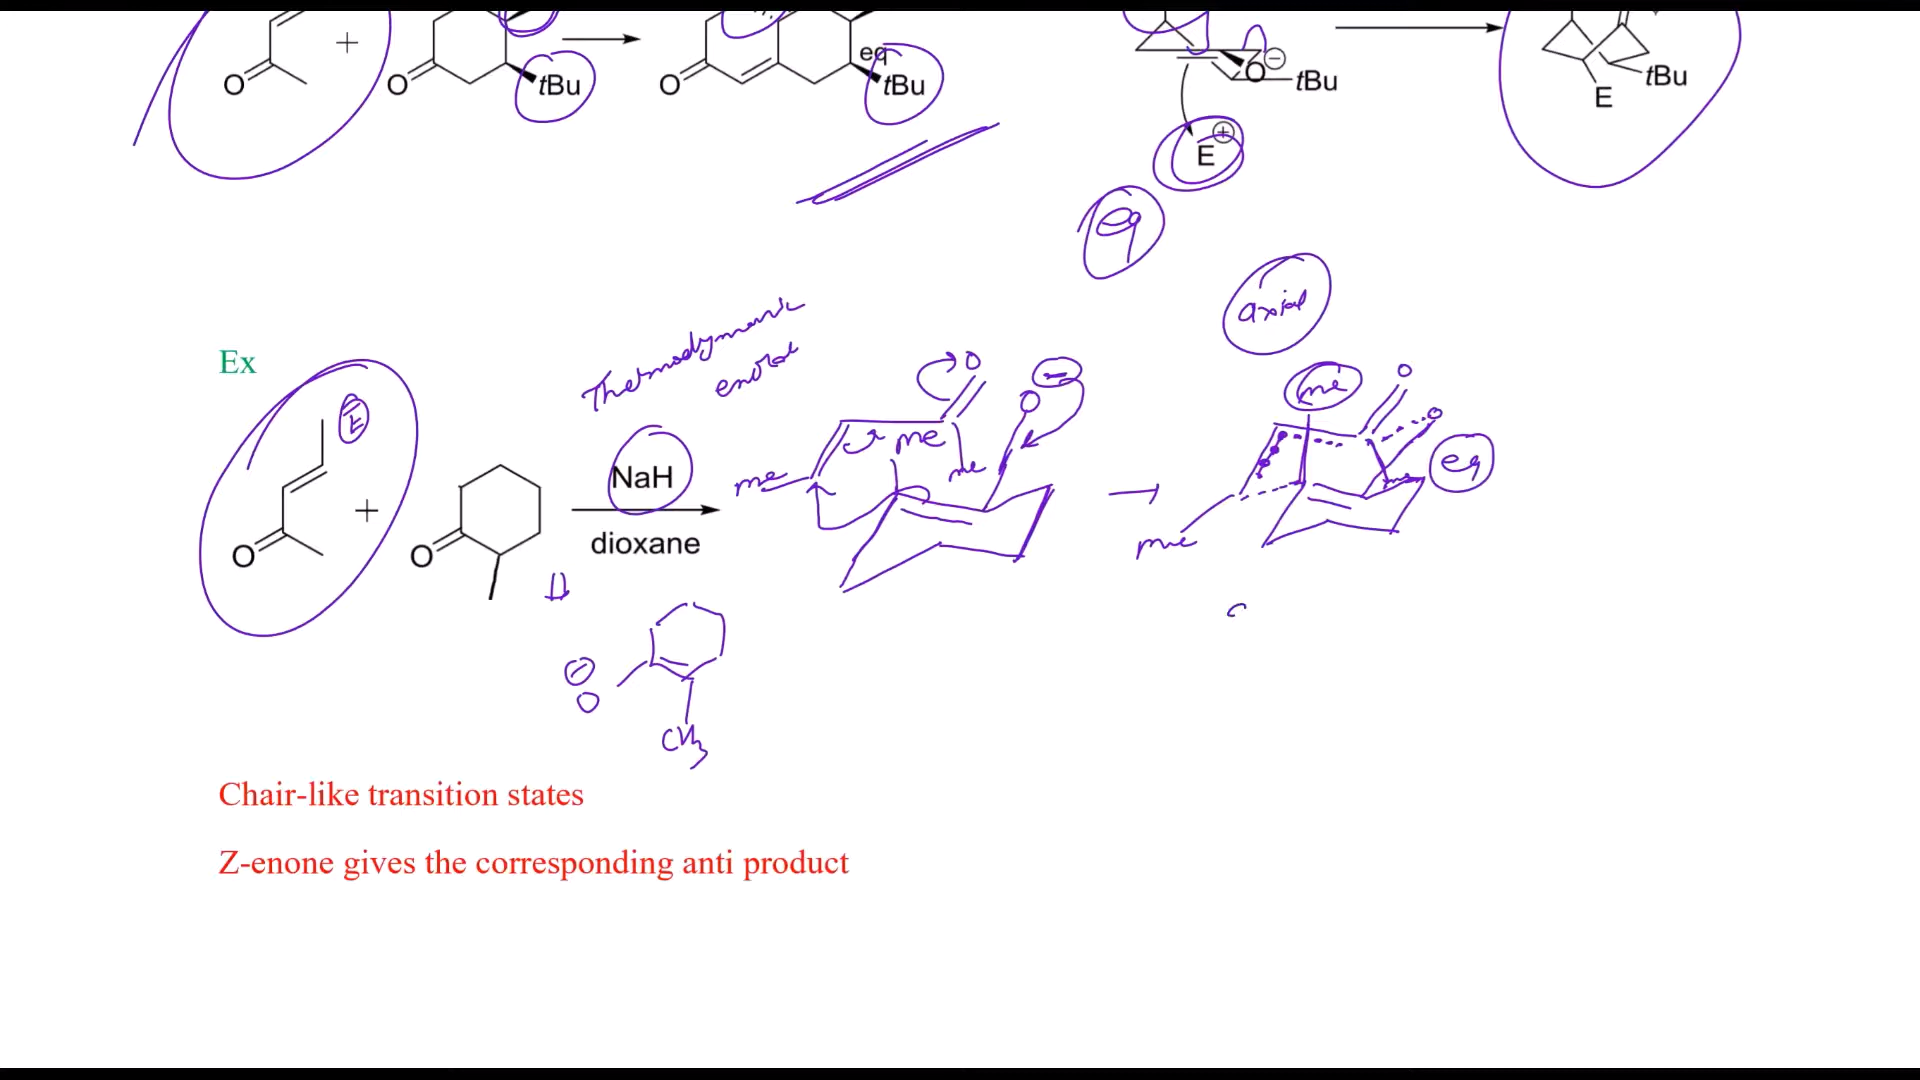 O + O tBu O eq tBu
O ⊖ tBu
E ⊕
tBu
E
eq
axial
Thermodynamic
enolate
Ex
E
O + O
NaH
dioxane
O ⊖ O
me me me
me O O
eq
me
⊖
O
CH3
Chair-like transition states
Z-enone gives the corresponding anti product